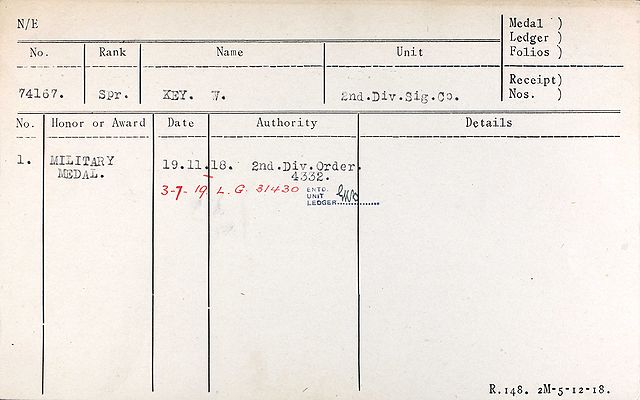 N/E
Medal )
Ledger )
Folios )
No. Rank Name Unit
Receipt)
Nos. )
74167. Spr. KEY. W. 2nd.Div.Sig.Co.
No. Honor or Award Date Authority Details
1. MILITARY MEDAL. 19.11.18. 2nd.Div.Order. 4332.
3-7-19 L.G. 31430
ENTD.
UNIT
LEDGER
R.148. 2M-5-12-18.